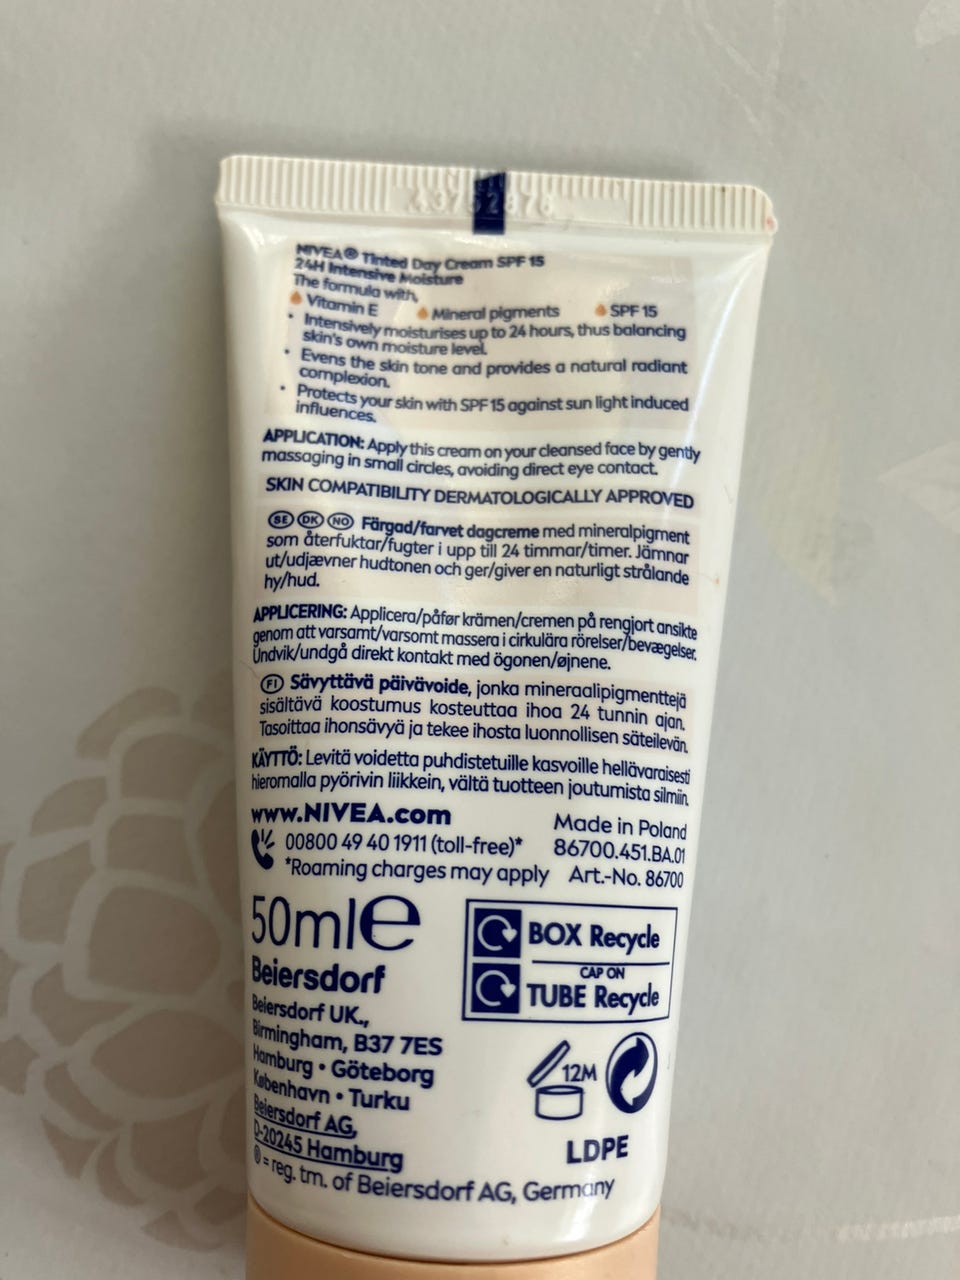 NIVEA® Tinted Day Cream SPF 15
24H Intensive Moisture
The formula with,
Vitamin E Mineral pigments SPF 15
• Intensively moisturises up to 24 hours, thus balancing
skin's own moisture level.
• Evens the skin tone and provides a natural radiant
complexion.
• Protects your skin with SPF 15 against sun light induced
influences.
APPLICATION: Apply this cream on your cleansed face by gently
massaging in small circles, avoiding direct eye contact.
SKIN COMPATIBILITY DERMATOLOGICALLY APPROVED
SE DK NO Färgad/farvet dagcreme med mineralpigment
som återfuktar/fugter i upp till 24 timmar/timer. Jämnar
ut/udjævner hudtonen och ger/giver en naturligt strålande
hy/hud.
APPLICERING: Applicera/påfør krämen/cremen på rengjort ansikte
genom att varsamt/varsomt massera i cirkulära rörelser/bevægelser.
Undvik/undgå direkt kontakt med ögonen/øjnene.
FI Sävyttävä päivävoide, jonka mineraalipigmenttejä
sisältävä koostumus kosteuttaa ihoa 24 tunnin ajan.
Tasoittaa ihonsävyä ja tekee ihosta luonnollisen säteilevän.
KÄYTTÖ: Levitä voidetta puhdistetuille kasvoille hellävaraisesti
hieromalla pyörivin liikkein, vältä tuotteen joutumista silmiin.
www.NIVEA.com
00800 49 40 1911 (toll-free)*
*Roaming charges may apply
Made in Poland
86700.451.BA.01
Art.-No. 86700
50ml e
Beiersdorf
Beiersdorf UK.,
Birmingham, B37 7ES
Hamburg • Göteborg
København • Turku
Beiersdorf AG,
D-20245 Hamburg
® = reg. tm. of Beiersdorf AG, Germany
BOX Recycle
CAP ON
TUBE Recycle
12M
LDPE